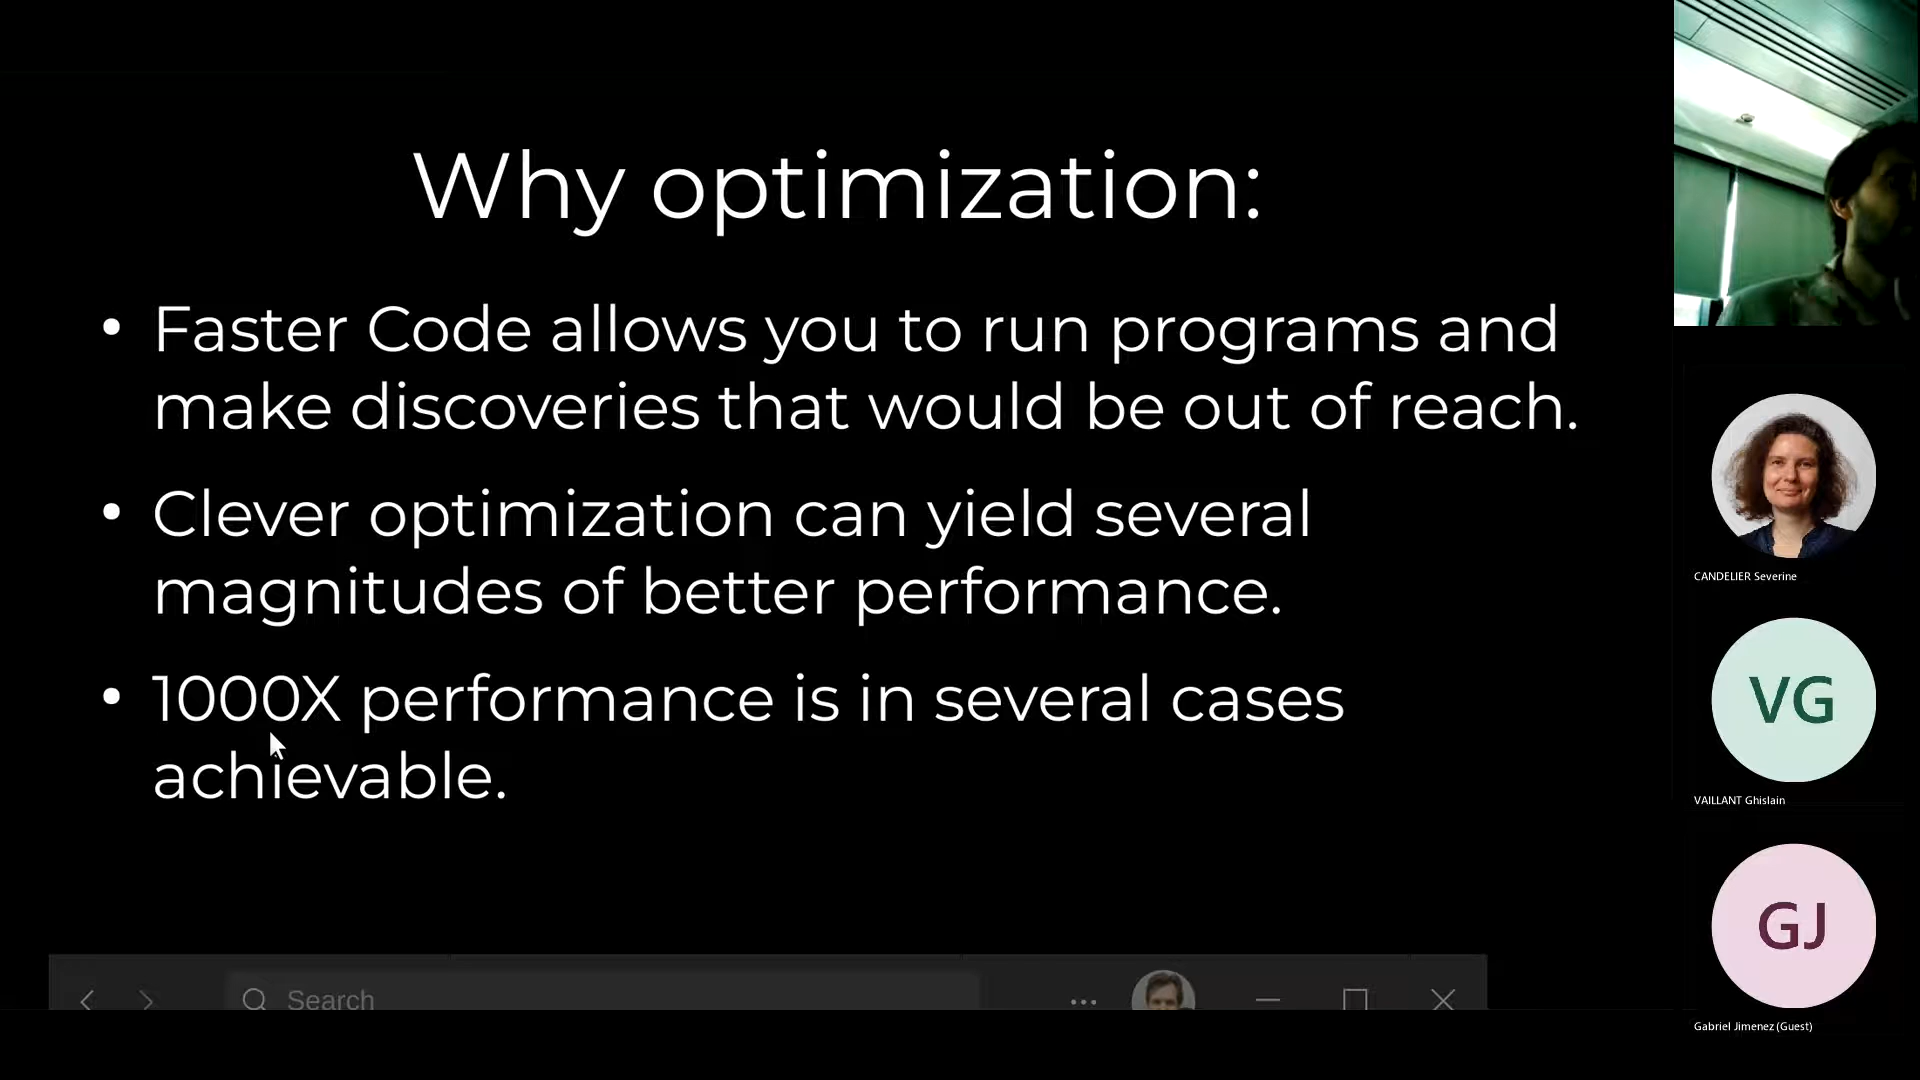 Why optimization:
• Faster Code allows you to run programs and
make discoveries that would be out of reach.
• Clever optimization can yield several
magnitudes of better performance.
• 1000X performance is in several cases
achievable.
Search
CANDELIER Severine
VG
VAILLANT Ghislain
GJ
Gabriel Jimenez (Guest)